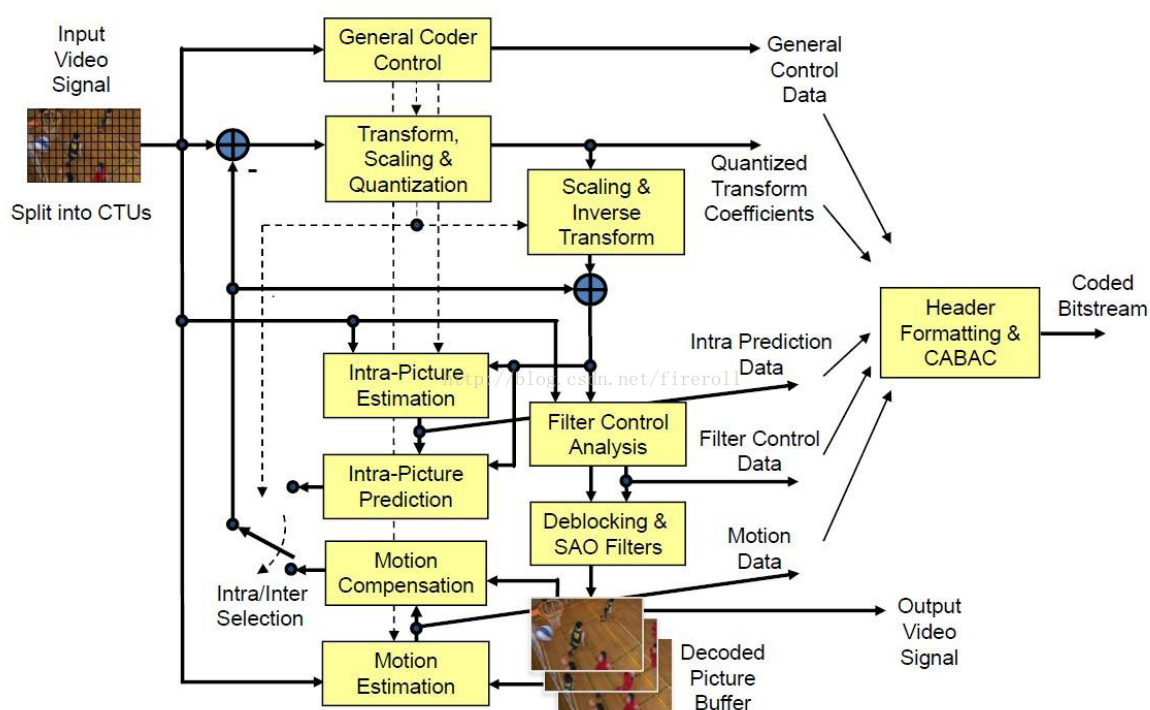 Input
Video
Signal
Split into CTUs
General Coder
Control
General
Control
Data
Transform,
Scaling &
Quantization
-
Quantized
Transform
Coefficients
Scaling &
Inverse
Transform
Header
Formatting &
CABAC
Coded
Bitstream
Intra-Picture
Estimation
Intra Prediction
Data
http://blog.csdn.net/fireroll
Filter Control
Analysis
Filter Control
Data
Intra-Picture
Prediction
Deblocking &
SAO Filters
Motion
Data
Motion
Compensation
Intra/Inter
Selection
Output
Video
Signal
Motion
Estimation
Decoded
Picture
Buffer